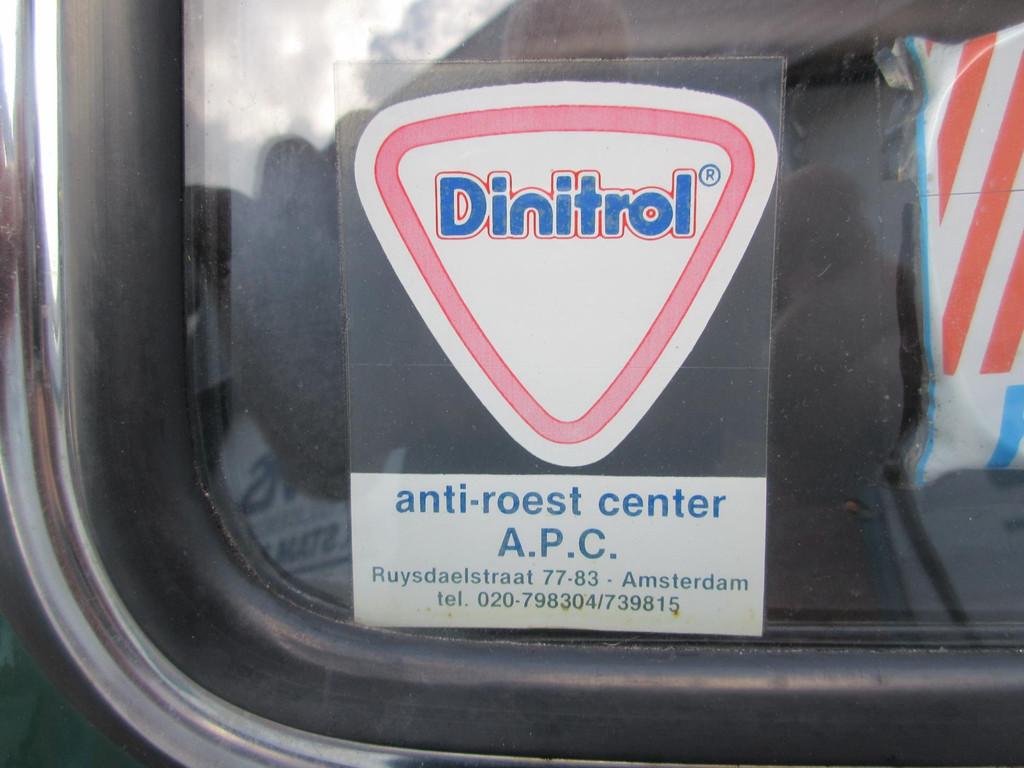 Dinitrol®
anti-roest center
A.P.C.
Ruysdaelstraat 77-83 - Amsterdam
tel. 020-798304/739815